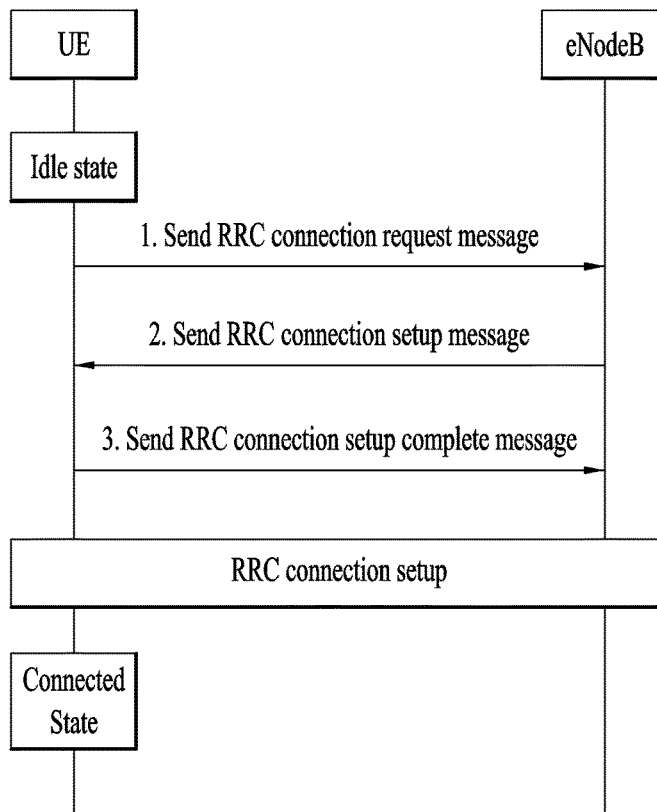 UE
eNodeB
Idle state
1. Send RRC connection request message
2. Send RRC connection setup message
3. Send RRC connection setup complete message
RRC connection setup
Connected
State